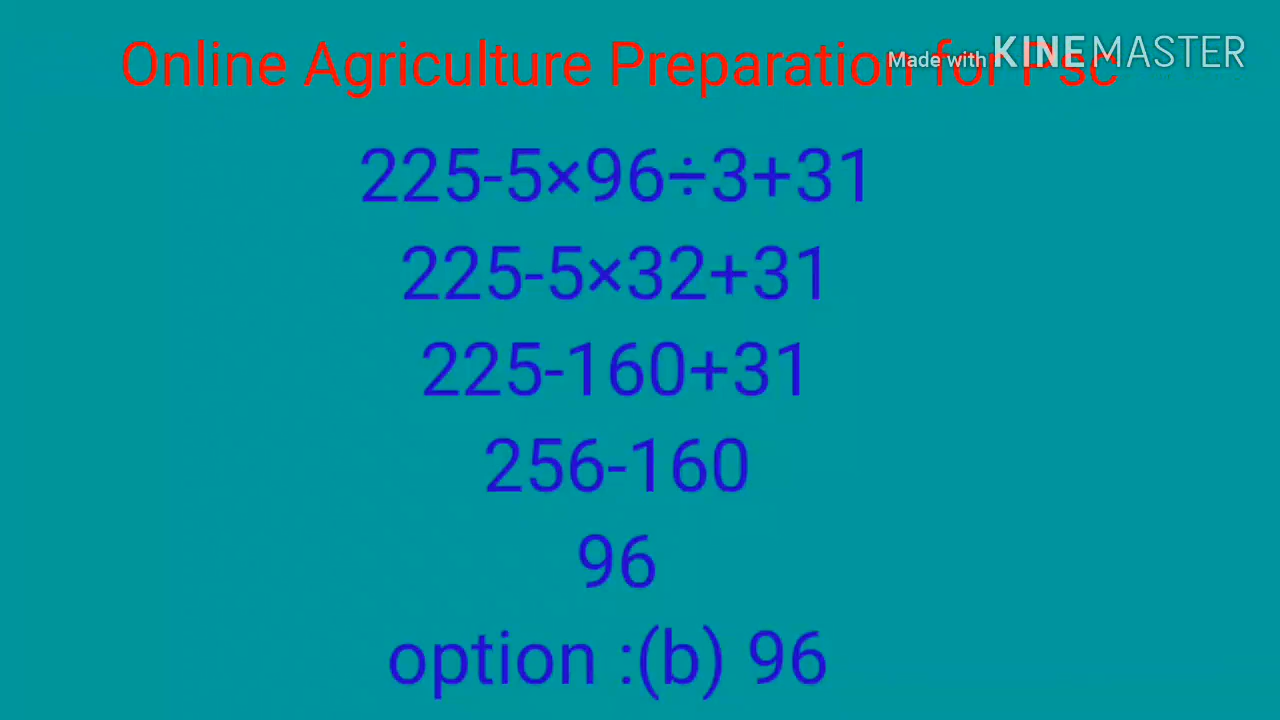 Online Agriculture Preparation for Psc
Made with KINEMASTER
225-5×96÷3+31
225-5×32+31
225-160+31
256-160
96
option :(b) 96